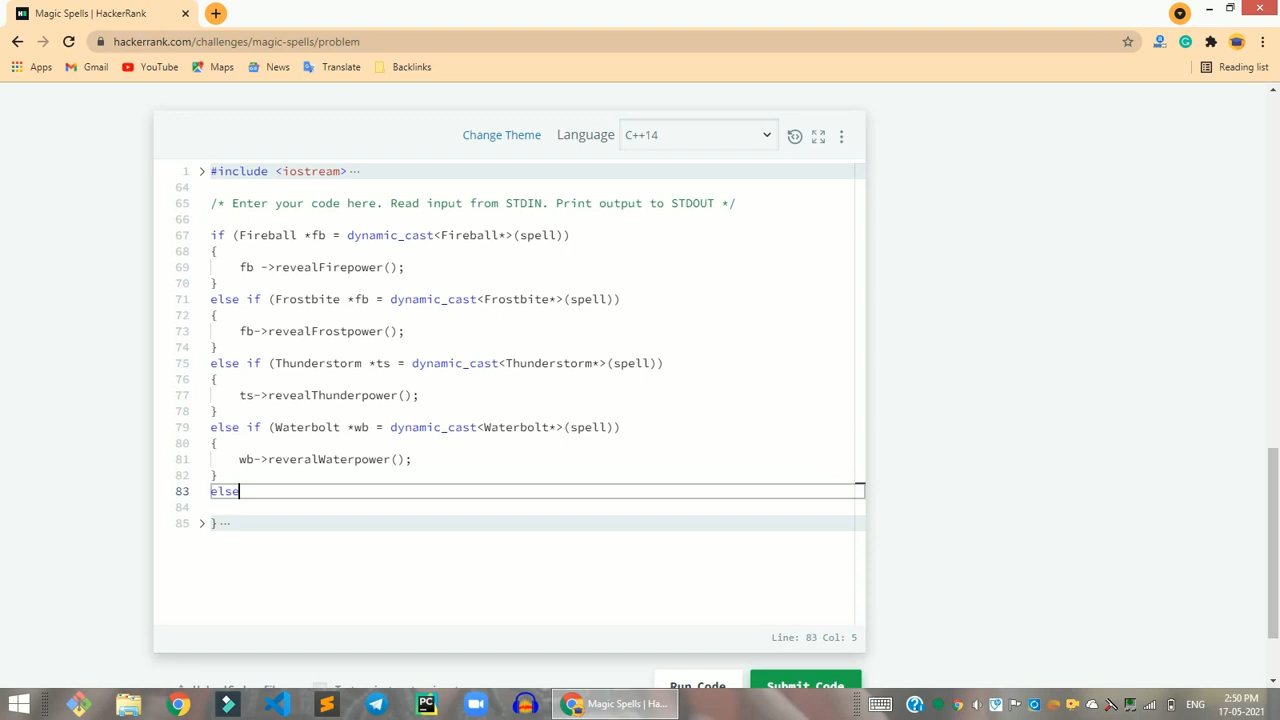 Magic Spells | HackerRank
hackerrank.com/challenges/magic-spells/problem
Apps Gmail YouTube Maps News Translate Backlinks Reading list
Change Theme Language C++14
1 #include <iostream> ···
64
65 /* Enter your code here. Read input from STDIN. Print output to STDOUT */
66
67 if (Fireball *fb = dynamic_cast<Fireball*>(spell))
68 {
69 fb ->revealFirepower();
70 }
71 else if (Frostbite *fb = dynamic_cast<Frostbite*>(spell))
72 {
73 fb->revealFrostpower();
74 }
75 else if (Thunderstorm *ts = dynamic_cast<Thunderstorm*>(spell))
76 {
77 ts->revealThunderpower();
78 }
79 else if (Waterbolt *wb = dynamic_cast<Waterbolt*>(spell))
80 {
81 wb->reveralWaterpower();
82 }
83 else
84
85 } ···
Line: 83 Col: 5
Run Code Submit Code
Magic Spells | Ha...
ENG
2:50 PM
17-05-2021